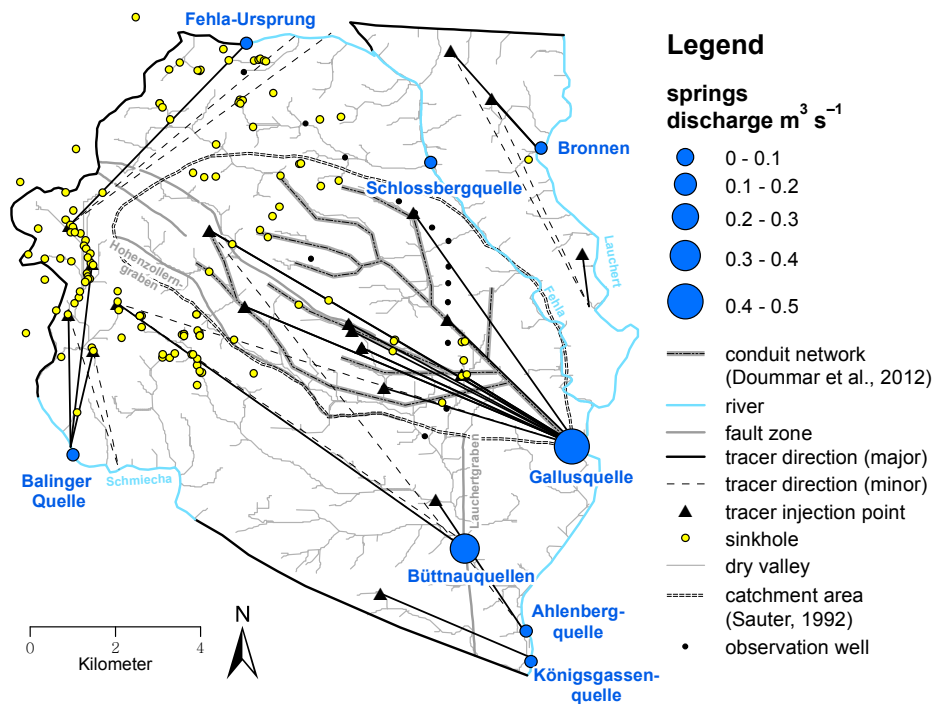 Fehla-Ursprung
Bronnen
Schlossbergquelle
Lauchert
Hohenzollern-
graben
Fehla
Balinger
Quelle
Schmiecha
Lauchertgraben
Gallusquelle
Büttnauquellen
Ahlenberg-
quelle
Königsgassen-
quelle
N
0 2 4
Kilometer
Legend
springs
discharge m³ s⁻¹
0 - 0.1
0.1 - 0.2
0.2 - 0.3
0.3 - 0.4
0.4 - 0.5
conduit network
(Doummar et al., 2012)
river
fault zone
tracer direction (major)
tracer direction (minor)
tracer injection point
sinkhole
dry valley
catchment area
(Sauter, 1992)
observation well